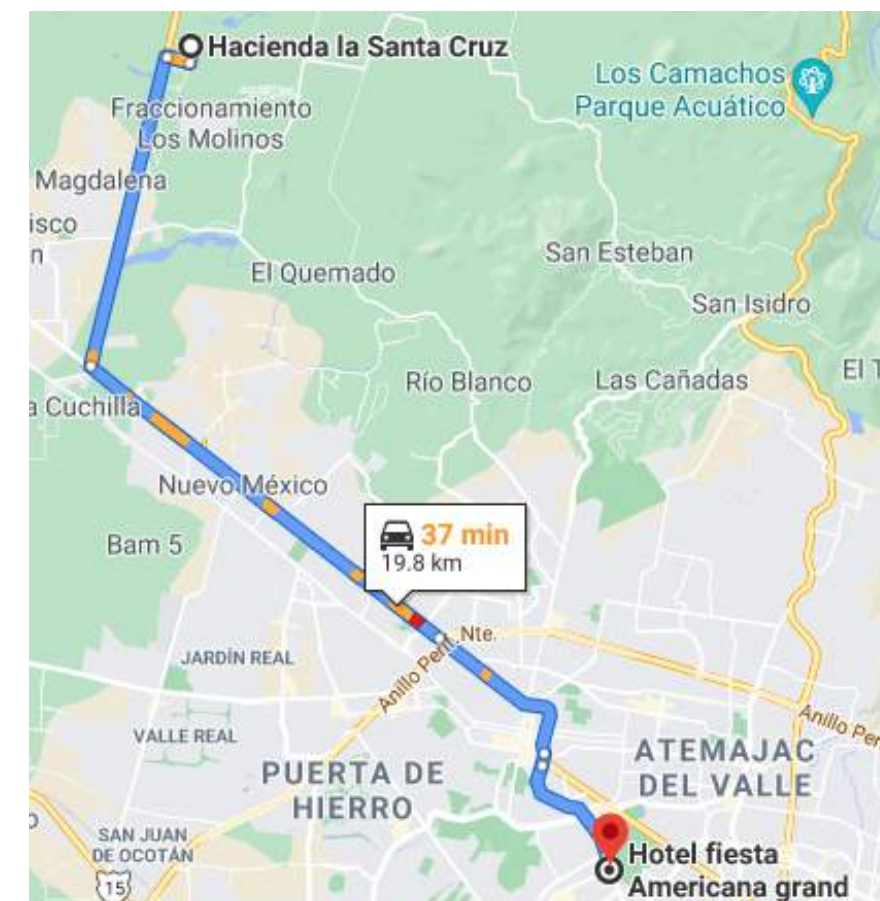 Hacienda la Santa Cruz
Los Camachos
Parque Acuático
Fraccionamiento
Los Molinos
Magdalena
isco
n
San Esteban
El Quemado
San Isidro
Río Blanco
Las Cañadas
El T
a Cuchilla
Nuevo México
37 min
19.8 km
Bam 5
Anillo Perif. Nte.
JARDÍN REAL
Anillo Per
VALLE REAL
ATEMAJAC
DEL VALLE
PUERTA DE
HIERRO
SAN JUAN
DE OCOTÁN
15
Hotel fiesta
Americana grand